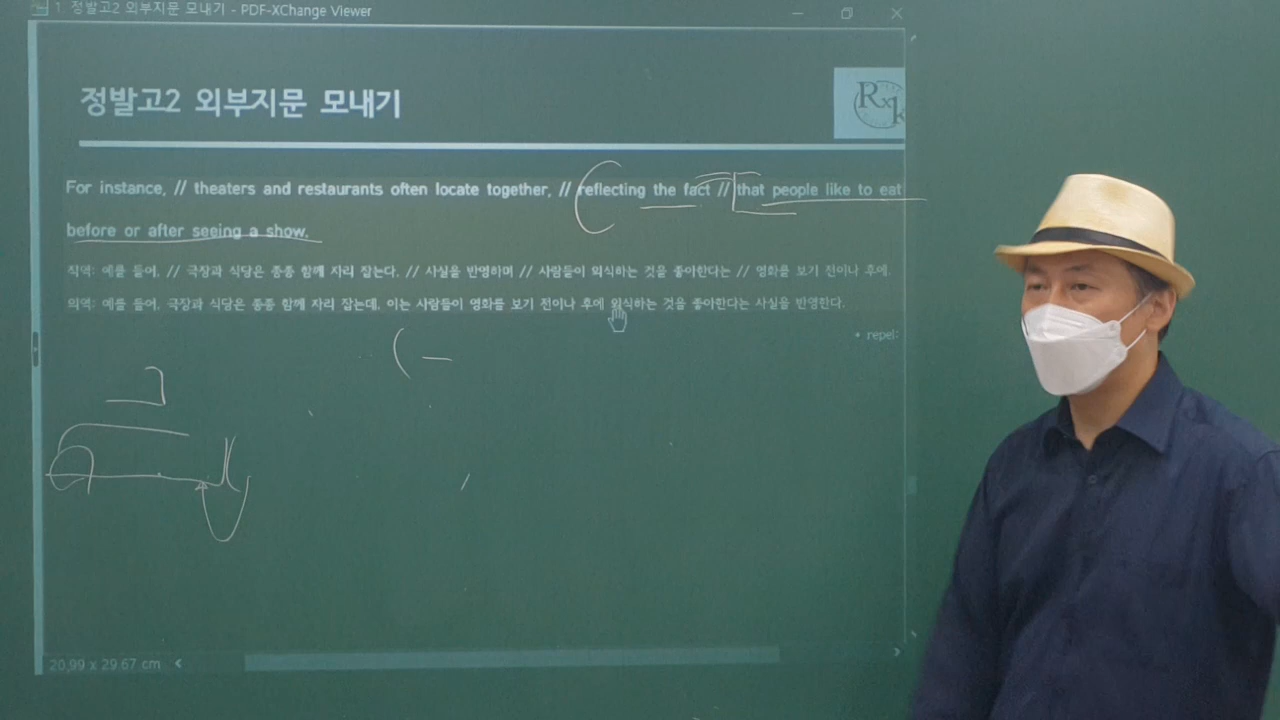 1. 정발고2 외부지문 모내기 - PDF-XChange Viewer
정발고2 외부지문 모내기
Rxk
For instance, // theaters and restaurants often locate together, // reflecting the fact // that people like to eat
before or after seeing a show.
직역: 예를 들어, // 극장과 식당은 종종 함께 자리 잡는다, // 사실을 반영하며 // 사람들이 외식하는 것을 좋아한다는 // 영화를 보기 전이나 후에.
의역: 예를 들어, 극장과 식당은 종종 함께 자리 잡는데, 이는 사람들이 영화를 보기 전이나 후에 외식하는 것을 좋아한다는 사실을 반영한다.
repel:
20.99 x 29.67 cm